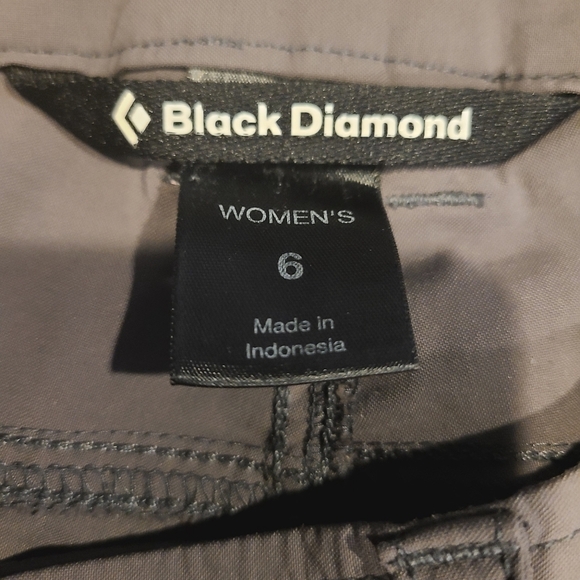 Black Diamond
WOMEN'S
6
Made in
Indonesia